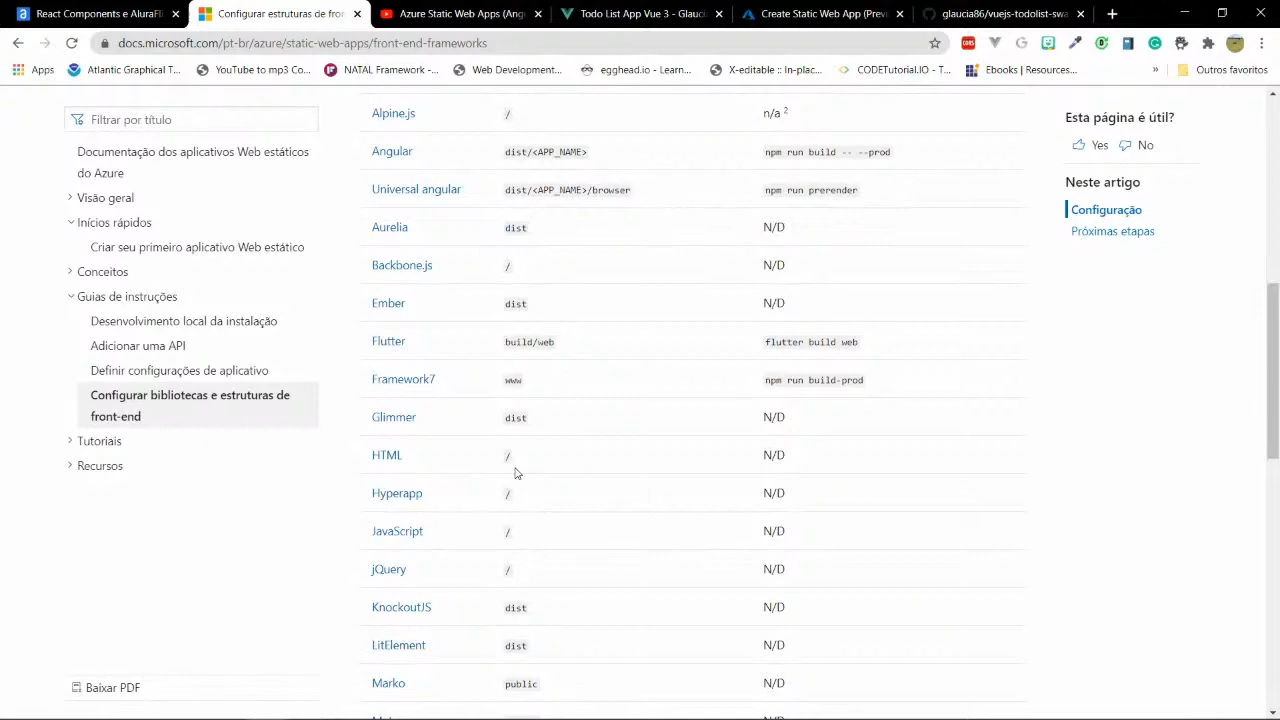 React Components e AluraFli
Configurar estruturas de front-
Azure Static Web Apps (Ang
Todo List App Vue 3 - Glauci
Create Static Web App (Prev
glaucia86/vuejs-todolist-swa
docs.microsoft.com/pt-br/azure/static-web-apps/front-end-frameworks
Apps
Atlantic Graphical T...
YouTube to mp3 Co...
NATAL Framework -...
Web Development...
egghead.io - Learn...
X-editable :: In-plac...
CODETutorial.IO - T...
Ebooks | Resources...
»
Outros favoritos
Filtrar por título
Documentação dos aplicativos Web estáticos
do Azure
Visão geral
Inícios rápidos
Criar seu primeiro aplicativo Web estático
Conceitos
Guias de instruções
Desenvolvimento local da instalação
Adicionar uma API
Definir configurações de aplicativo
Configurar bibliotecas e estruturas de
front-end
Tutoriais
Recursos
Baixar PDF
Alpine.js / n/a 2
Angular dist/<APP_NAME> npm run build -- --prod
Universal angular dist/<APP_NAME>/browser npm run prerender
Aurelia dist N/D
Backbone.js / N/D
Ember dist N/D
Flutter build/web flutter build web
Framework7 www npm run build-prod
Glimmer dist N/D
HTML / N/D
Hyperapp / N/D
JavaScript / N/D
jQuery / N/D
KnockoutJS dist N/D
LitElement dist N/D
Marko public N/D
Esta página é útil?
Yes No
Neste artigo
Configuração
Próximas etapas